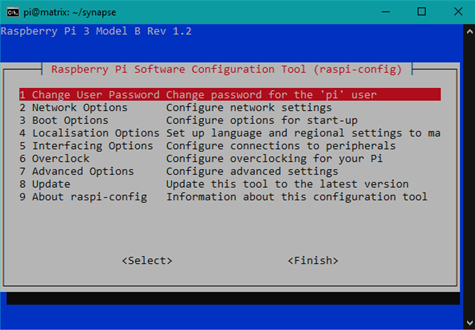 pi@matrix: ~/synapse
Raspberry Pi 3 Model B Rev 1.2
Raspberry Pi Software Configuration Tool (raspi-config)
1 Change User Password Change password for the 'pi' user
2 Network Options Configure network settings
3 Boot Options Configure options for start-up
4 Localisation Options Set up language and regional settings to ma
5 Interfacing Options Configure connections to peripherals
6 Overclock Configure overclocking for your Pi
7 Advanced Options Configure advanced settings
8 Update Update this tool to the latest version
9 About raspi-config Information about this configuration tool
<Select> <Finish>